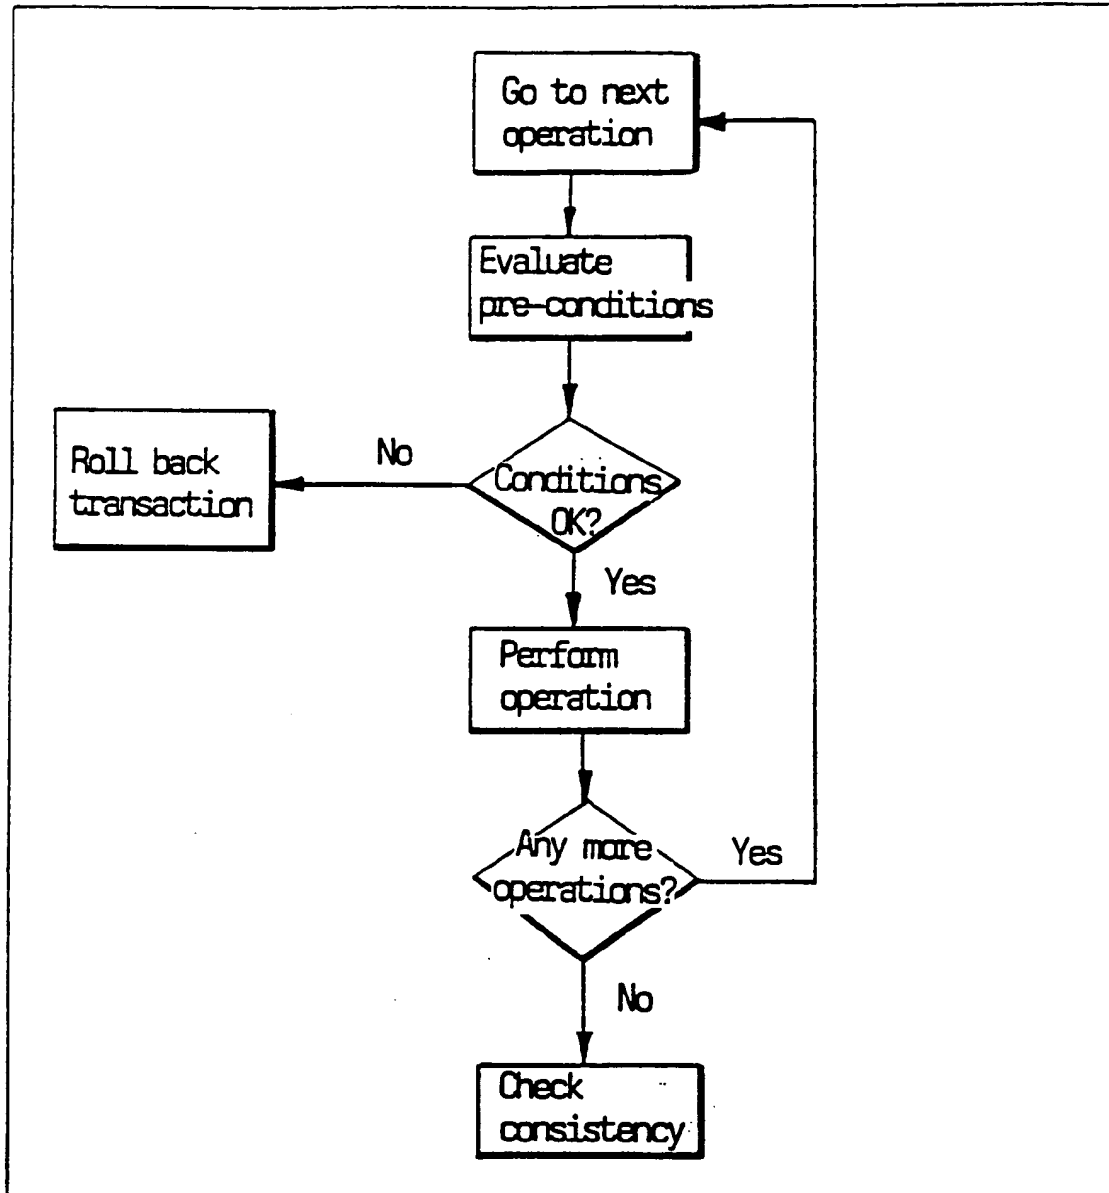 Go to next
operation
Evaluate
pre-conditions
No
Roll back
transaction
Conditions
OK?
Yes
Perform
operation
Any more
operations?
Yes
No
Check
consistency